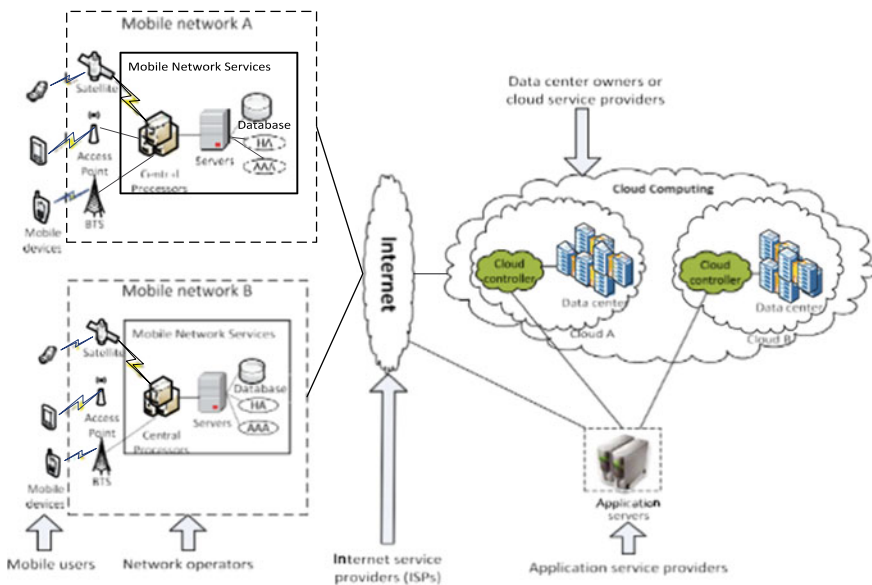 Mobile network A
Mobile Network Services
Satellite
Database
HA
AAA
Access
Point
Servers
Central
Processors
BTS
Mobile
devices
Mobile network B
Mobile Network Services
Satellite
Database
HA
AAA
Access
Point
Servers
Central
Processors
BTS
Mobile
devices
Mobile users
Network operators
Internet
Internet service
providers (ISPs)
Data center owners or
cloud service providers
Cloud Computing
Cloud
controller
Data center
Cloud A
Cloud
controller
Data center
Cloud B
Application
servers
Application service providers